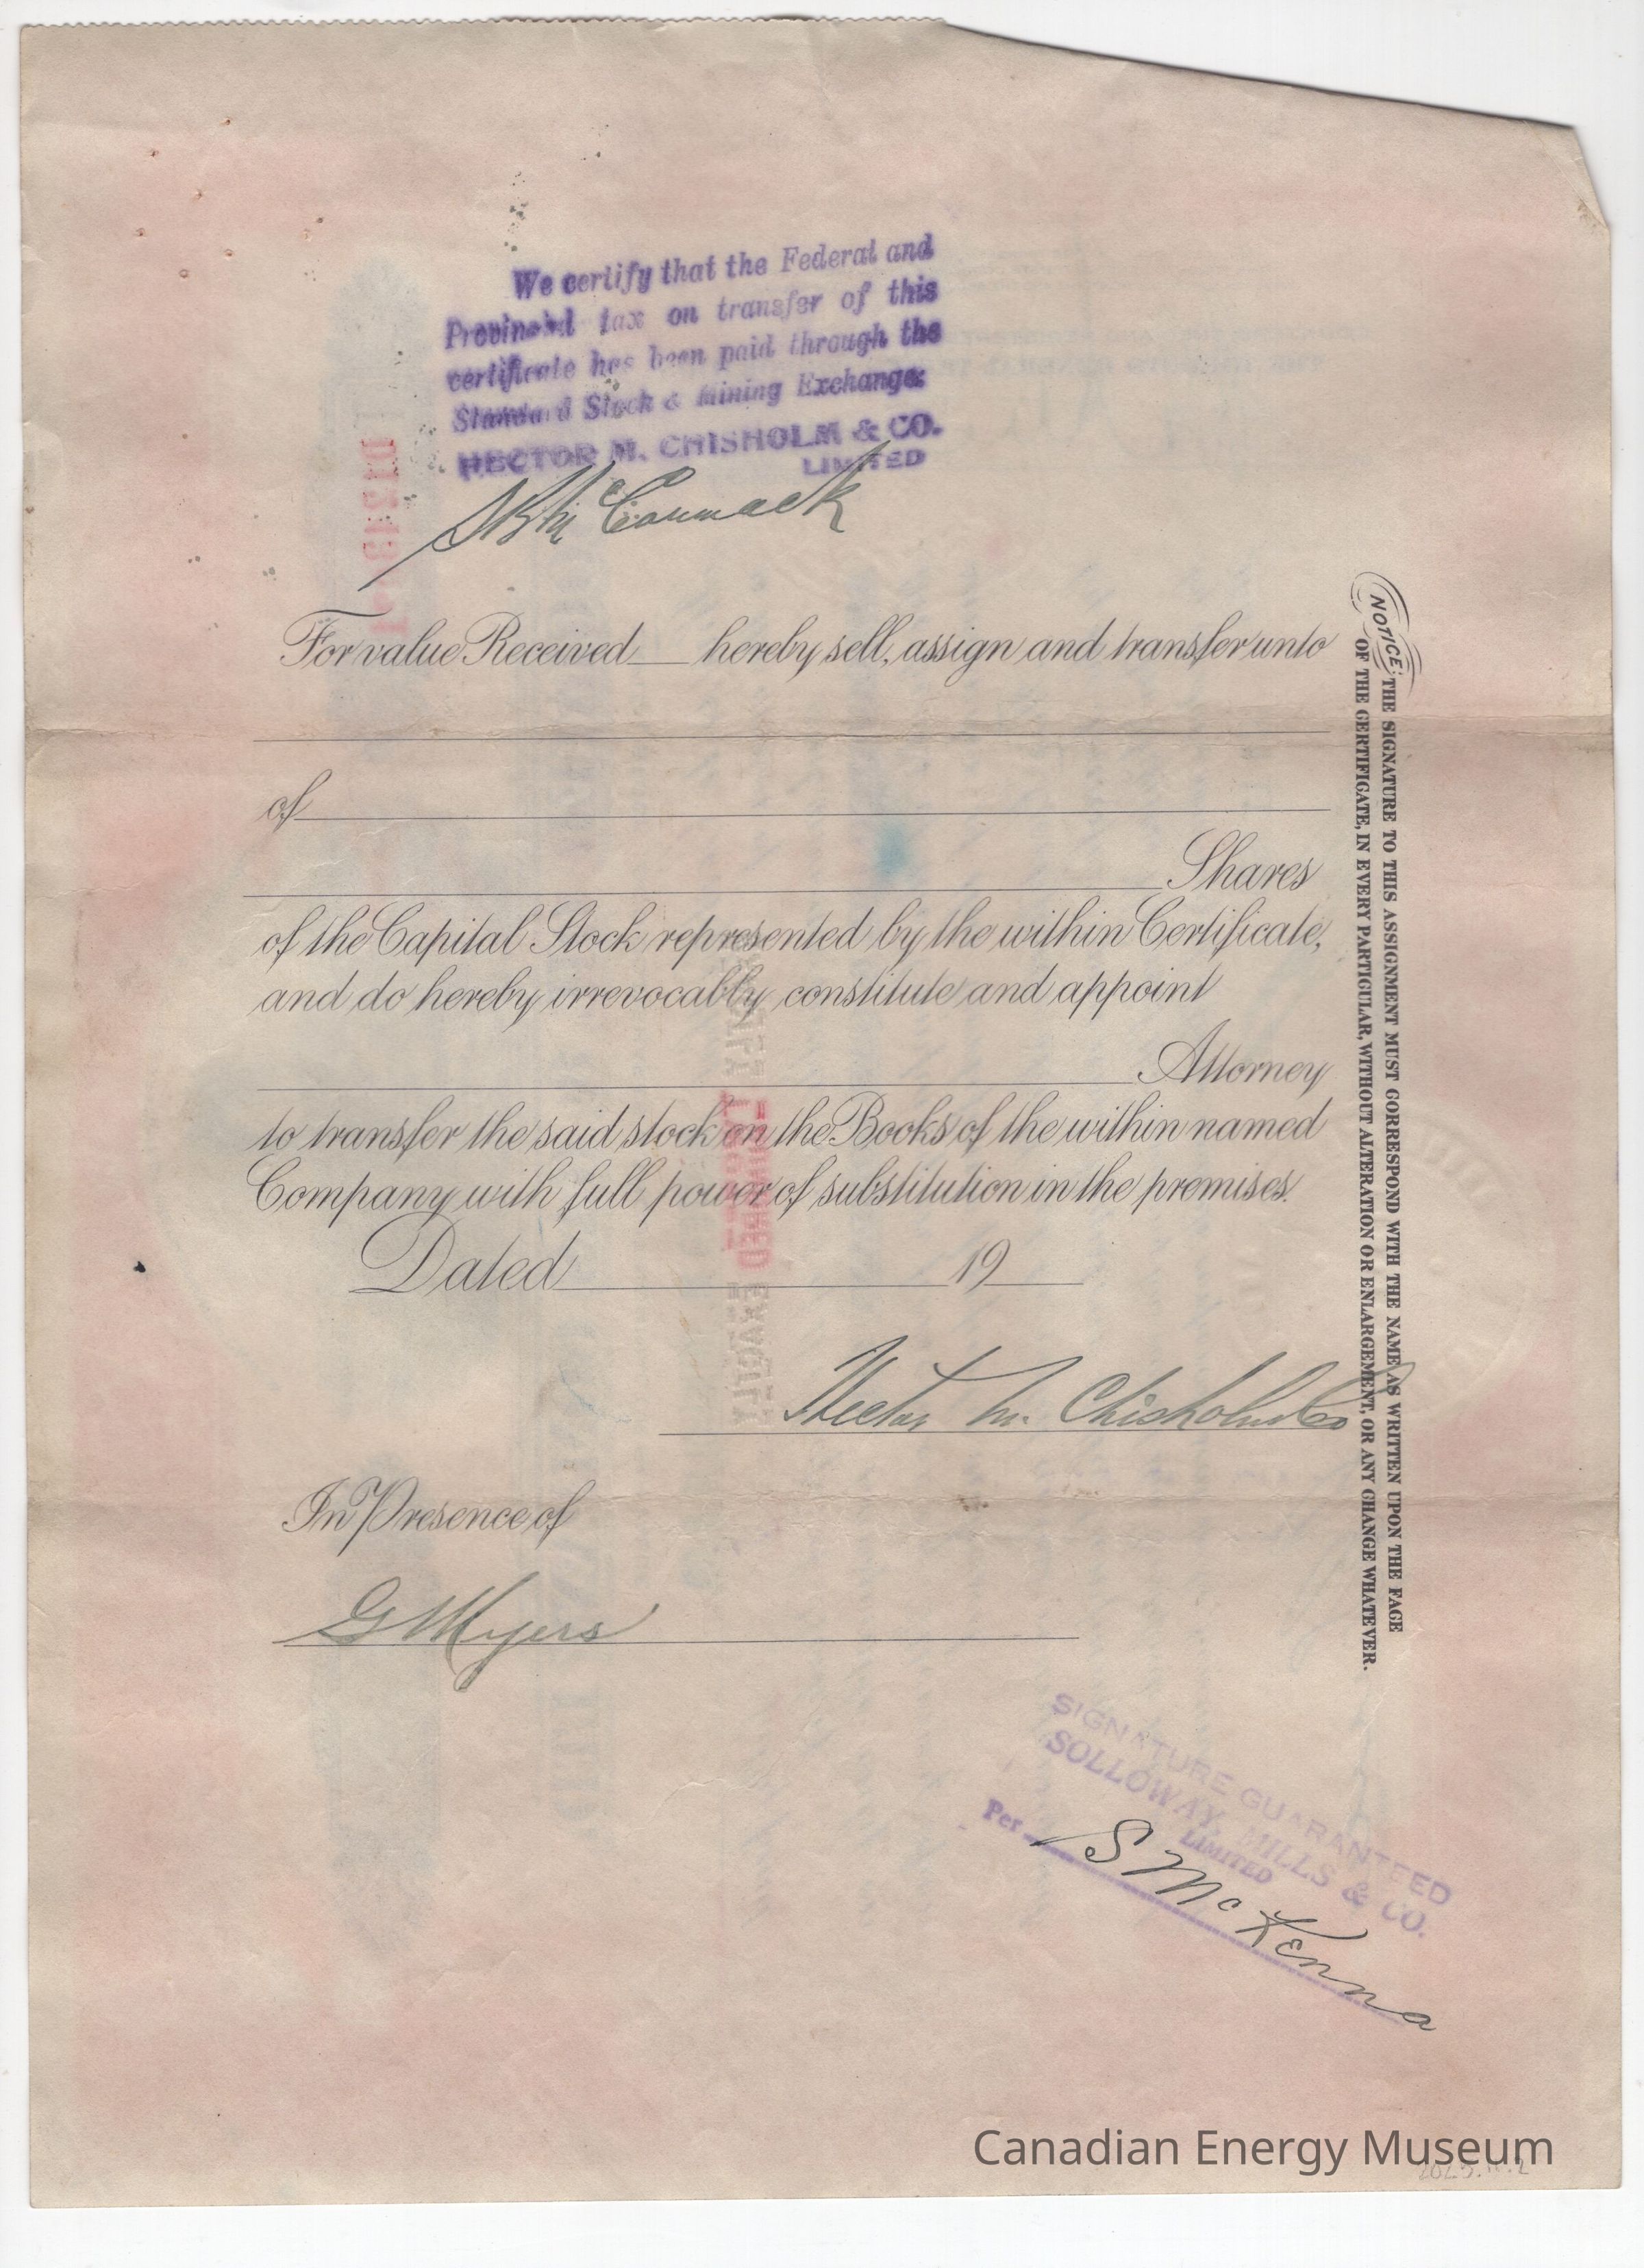 We certify that the Federal and
Provincial tax on transfer of this
certificate has been paid through the
Standard Stock & Mining Exchange
HECTOR M. CHISHOLM & CO.
LIMITED
McCormack
For value Received hereby sell, assign and transfer unto
of
Shares
of the Capital Stock represented by the within Certificate,
and do hereby irrevocably constitute and appoint
Attorney
to transfer the said stock on the Books of the within named
Company with full power of substitution in the premises.
Dated 19
Hector M. Chisholm & Co
In Presence of
G Myers
NOTICE: THE SIGNATURE TO THIS ASSIGNMENT MUST CORRESPOND WITH THE NAME AS WRITTEN UPON THE FACE
OF THE CERTIFICATE, IN EVERY PARTICULAR, WITHOUT ALTERATION OR ENLARGEMENT, OR ANY CHANGE WHATEVER.
SIGNATURE GUARANTEED
SOLLOWAY, MILLS & CO.
LIMITED
Per S McKenna
Canadian Energy Museum